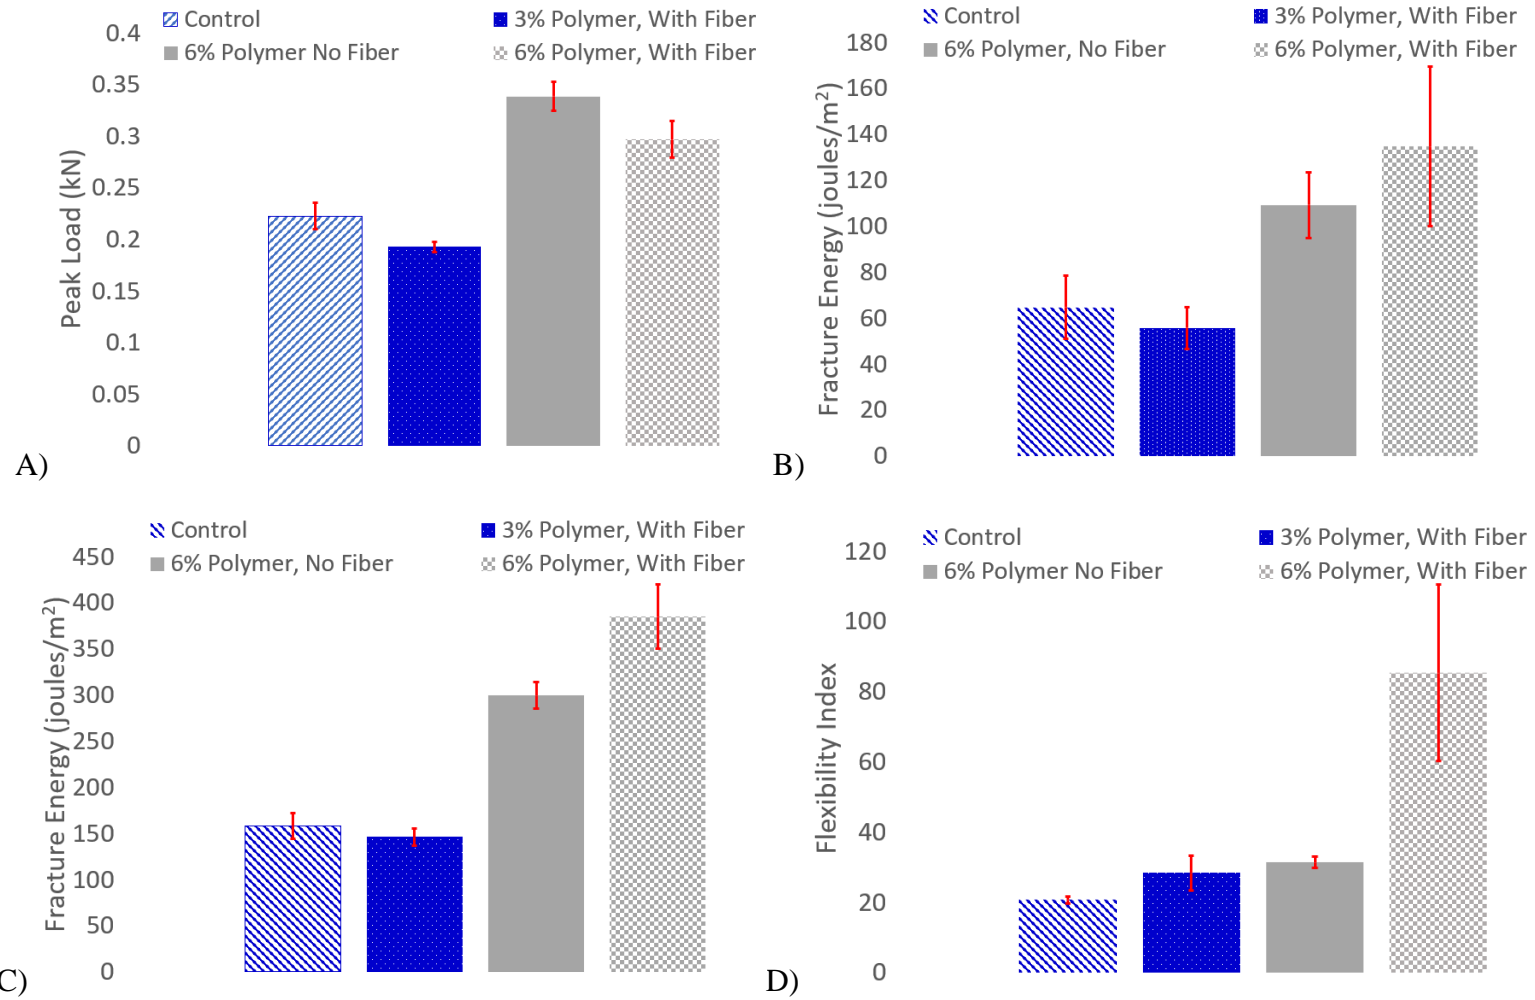 Control
3% Polymer, With Fiber
6% Polymer No Fiber
6% Polymer, With Fiber
0.4
0.35
0.3
0.25
0.2
0.15
0.1
0.05
0
Peak Load (kN)
A)
Control
3% Polymer, With Fiber
6% Polymer, No Fiber
6% Polymer, With Fiber
180
160
140
120
100
80
60
40
20
0
Fracture Energy (joules/m²)
B)
Control
3% Polymer, With Fiber
6% Polymer, No Fiber
6% Polymer, With Fiber
450
400
350
300
250
200
150
100
50
0
Fracture Energy (joules/m²)
C)
Control
3% Polymer, With Fiber
6% Polymer No Fiber
6% Polymer, With Fiber
120
100
80
60
40
20
0
Flexibility Index
D)